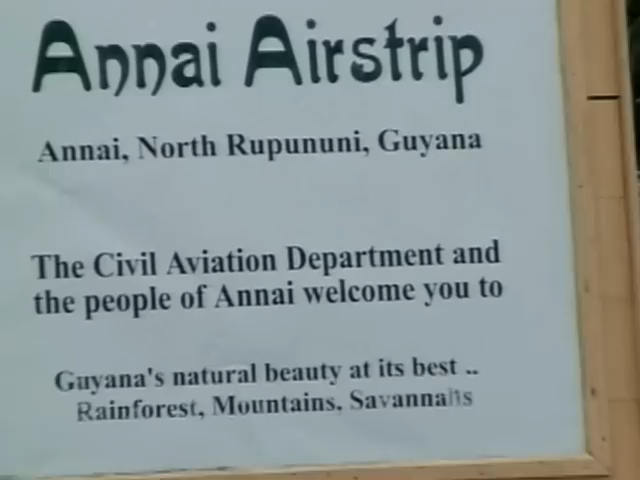 Annai Airstrip
Annai, North Rupununi, Guyana
The Civil Aviation Department and
the people of Annai welcome you to
Guyana's natural beauty at its best ..
Rainforest, Mountains, Savannahs